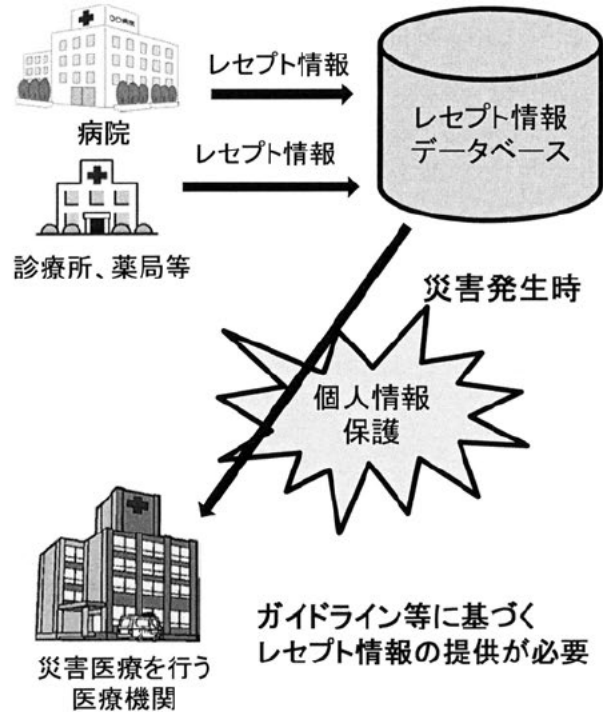 〇〇病院
レセプト情報
病院
レセプト情報
データベース
レセプト情報
診療所、薬局等
災害発生時
個人情報
保護
ガイドライン等に基づく
レセプト情報の提供が必要
災害医療を行う
医療機関